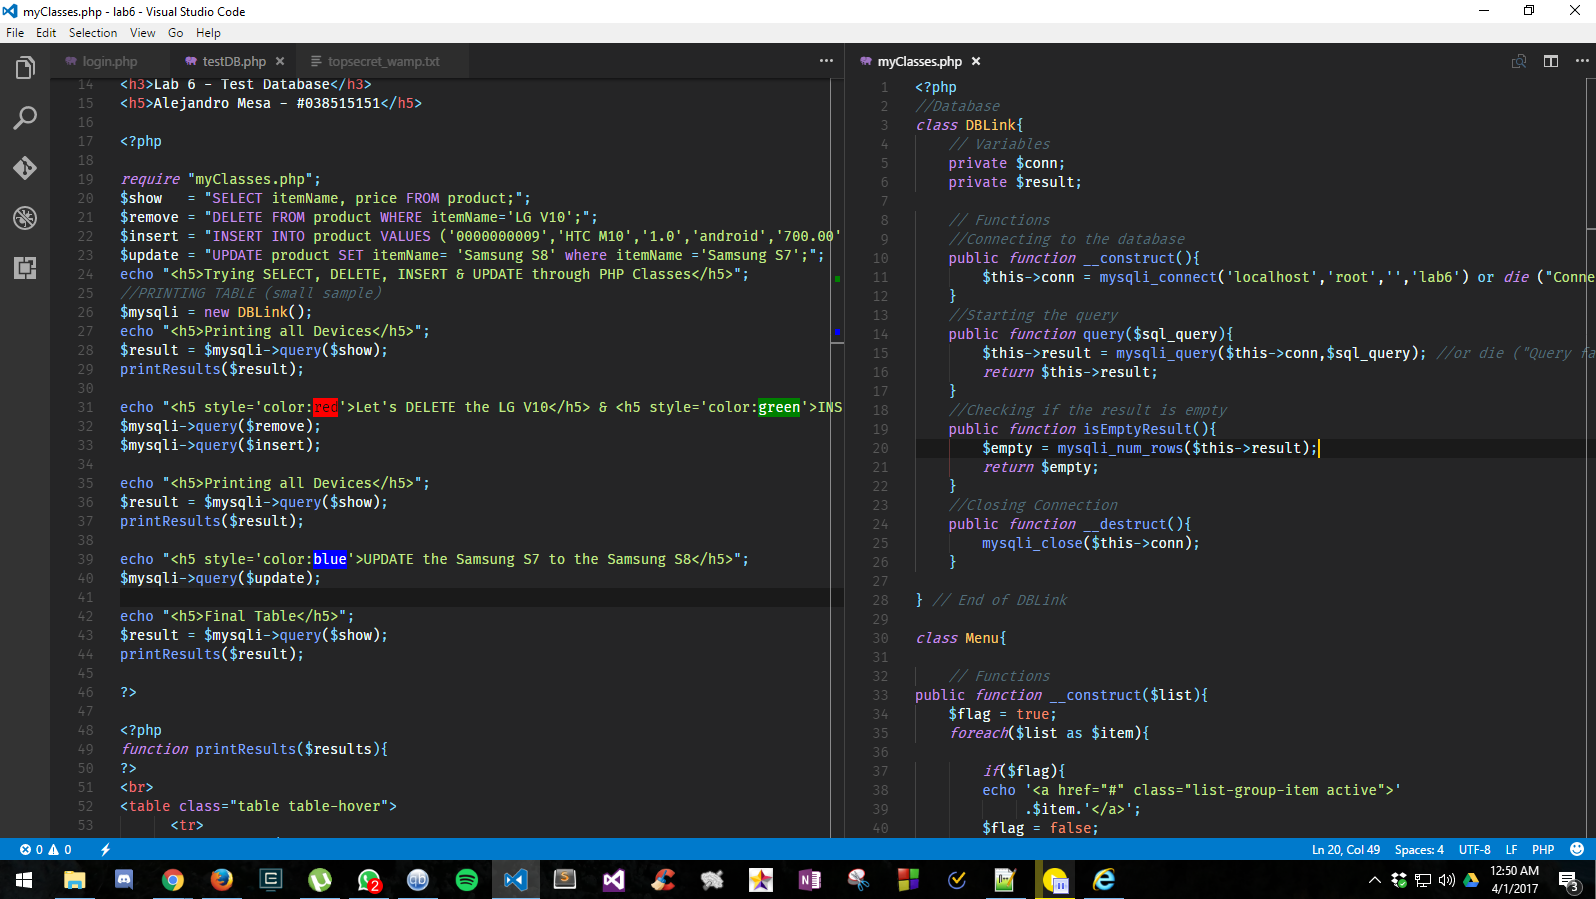 myClasses.php - lab6 - Visual Studio Code
File Edit Selection View Go Help
login.php testDB.php × topsecret_wamp.txt ···
14 <h3>Lab 6 - Test Database</h3>
15 <h5>Alejandro Mesa - #038515151</h5>
16
17 <?php
18
19 require "myClasses.php";
20 $show   = "SELECT itemName, price FROM product;";
21 $remove = "DELETE FROM product WHERE itemName='LG V10';";
22 $insert = "INSERT INTO product VALUES ('0000000009','HTC M10','1.0','android','700.00'
23 $update = "UPDATE product SET itemName= 'Samsung S8' where itemName ='Samsung S7';";
24 echo "<h5>Trying SELECT, DELETE, INSERT & UPDATE through PHP Classes</h5>";
25 //PRINTING TABLE (small sample)
26 $mysqli = new DBLink();
27 echo "<h5>Printing all Devices</h5>";
28 $result = $mysqli->query($show);
29 printResults($result);
30
31 echo "<h5 style='color:red'>Let's DELETE the LG V10</h5> & <h5 style='color:green'>INS
32 $mysqli->query($remove);
33 $mysqli->query($insert);
34
35 echo "<h5>Printing all Devices</h5>";
36 $result = $mysqli->query($show);
37 printResults($result);
38
39 echo "<h5 style='color:blue'>UPDATE the Samsung S7 to the Samsung S8</h5>";
40 $mysqli->query($update);
41
42 echo "<h5>Final Table</h5>";
43 $result = $mysqli->query($show);
44 printResults($result);
45
46 ?>
47
48 <?php
49 function printResults($results){
50 ?>
51 <br>
52 <table class="table table-hover">
53 <tr>
myClasses.php × ···
1 <?php
2 //Database
3 class DBLink{
4 // Variables
5 private $conn;
6 private $result;
7
8 // Functions
9 //Connecting to the database
10 public function __construct(){
11 $this->conn = mysqli_connect('localhost','root','','lab6') or die ("Conne
12 }
13 //Starting the query
14 public function query($sql_query){
15 $this->result = mysqli_query($this->conn,$sql_query); //or die ("Query fa
16 return $this->result;
17 }
18 //Checking if the result is empty
19 public function isEmptyResult(){
20 $empty = mysqli_num_rows($this->result);
21 return $empty;
22 }
23 //Closing Connection
24 public function __destruct(){
25 mysqli_close($this->conn);
26 }
27
28 } // End of DBLink
29
30 class Menu{
31
32 // Functions
33 public function __construct($list){
34 $flag = true;
35 foreach($list as $item){
36
37 if($flag){
38 echo '<a href="#" class="list-group-item active">'
39 .$item.'</a>';
40 $flag = false;
0 0 Ln 20, Col 49 Spaces: 4 UTF-8 LF PHP
2 12:50 AM
4/1/2017 3